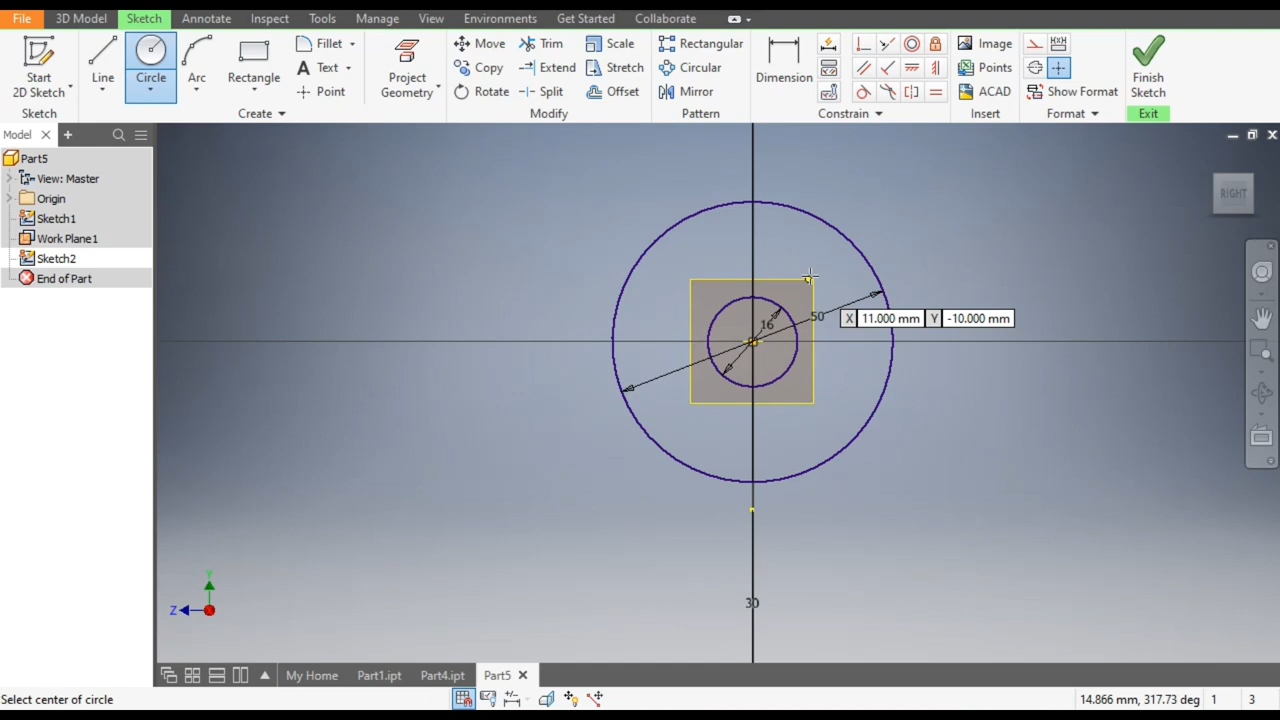 File 3D Model Sketch Annotate Inspect Tools Manage View Environments Get Started Collaborate
Start 2D Sketch Line Circle Arc Rectangle Fillet Text Point Project Geometry Move Copy Rotate Trim Extend Split Scale Stretch Offset Rectangular Circular Mirror Dimension Image Points ACAD Show Format Finish Sketch
Sketch Create Modify Pattern Constrain Insert Format Exit
Model
Part5
View: Master
Origin
Sketch1
Work Plane1
Sketch2
End of Part
RIGHT
50
16
X 11.000 mm Y -10.000 mm
30
Y
Z
My Home Part1.ipt Part4.ipt Part5
Select center of circle 14.866 mm, 317.73 deg 1 3